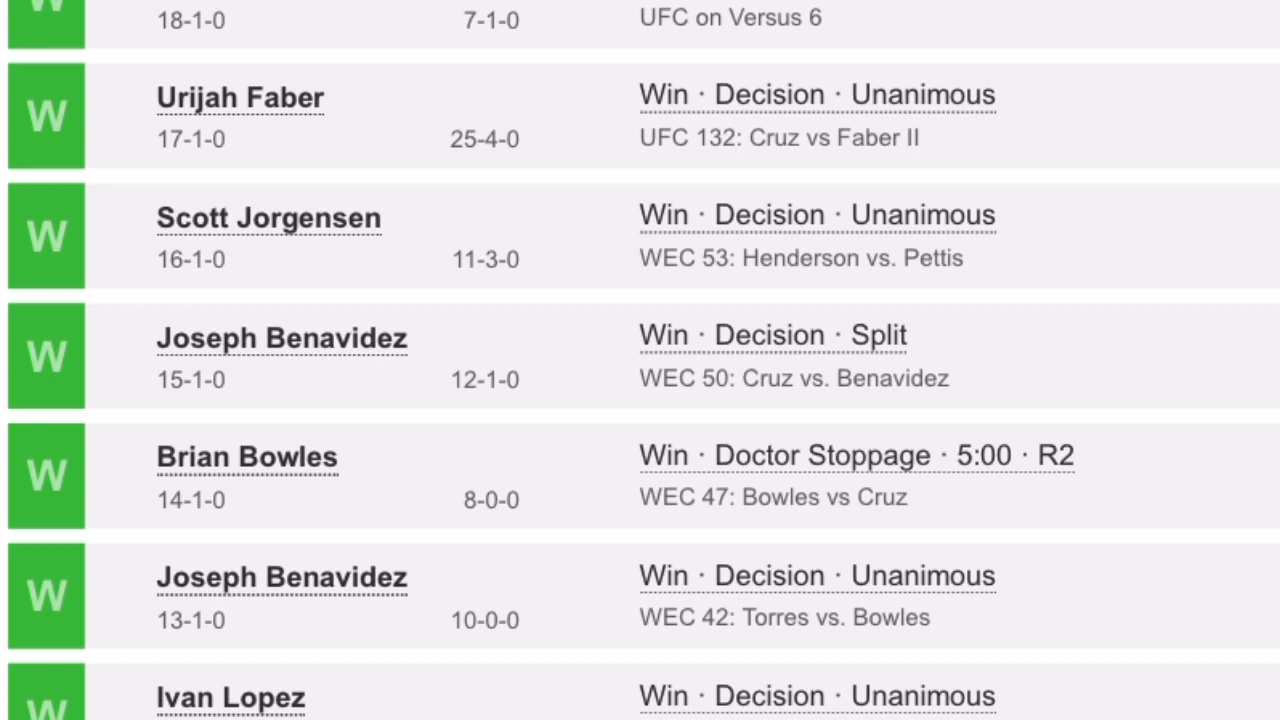 W
18-1-0 7-1-0 UFC on Versus 6
W
Urijah Faber Win · Decision · Unanimous
17-1-0 25-4-0 UFC 132: Cruz vs Faber II
W
Scott Jorgensen Win · Decision · Unanimous
16-1-0 11-3-0 WEC 53: Henderson vs. Pettis
W
Joseph Benavidez Win · Decision · Split
15-1-0 12-1-0 WEC 50: Cruz vs. Benavidez
W
Brian Bowles Win · Doctor Stoppage · 5:00 · R2
14-1-0 8-0-0 WEC 47: Bowles vs Cruz
W
Joseph Benavidez Win · Decision · Unanimous
13-1-0 10-0-0 WEC 42: Torres vs. Bowles
W
Ivan Lopez Win · Decision · Unanimous